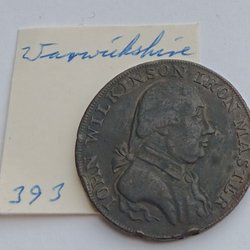 Warwickshire
393
JOHN WILKINSON IRON MASTER